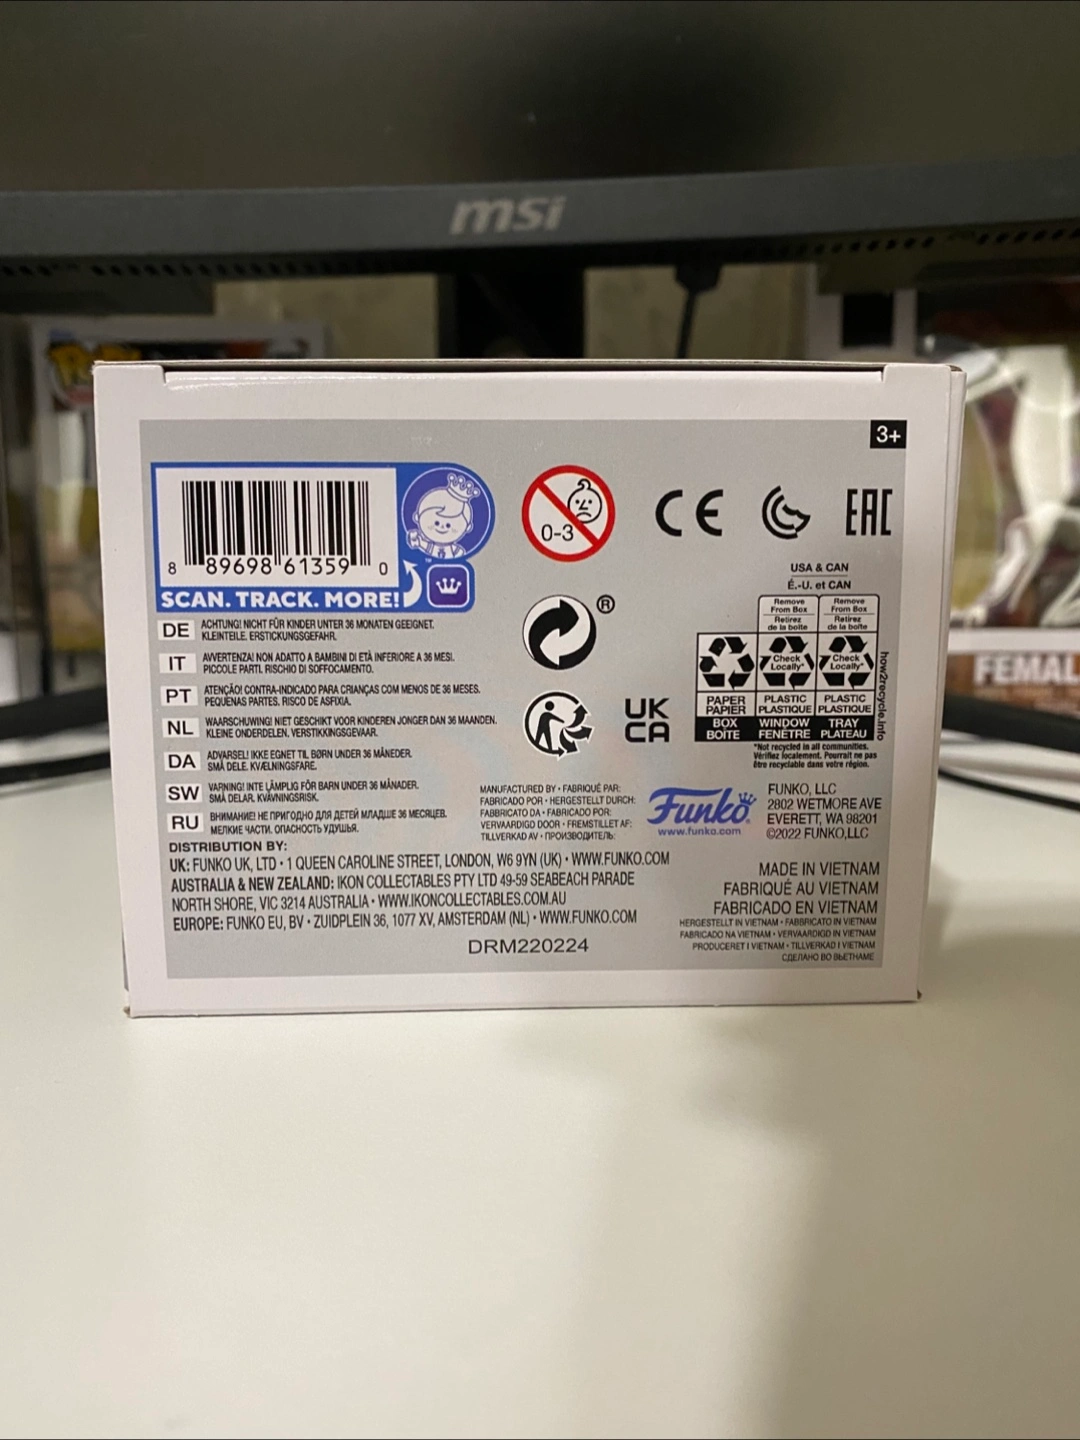 msi
POP
3+
8 89698 61359 0
SCAN. TRACK. MORE!
0-3
CE
EAC
USA & CAN
É.-U. et CAN
Remove From Box
Retirez de la boîte
Remove From Box
Retirez de la boîte
Check Locally*
Check Locally*
PAPER PAPIER
PLASTIC PLASTIQUE
PLASTIC PLASTIQUE
BOX BOÎTE
WINDOW FENÊTRE
TRAY PLATEAU
how2recycle.info
*Not recycled in all communities.
Vérifiez localement. Pourrait ne pas
être recyclable dans votre région.
®
UK
CA
DE ACHTUNG! NICHT FÜR KINDER UNTER 36 MONATEN GEEIGNET.
KLEINTEILE. ERSTICKUNGSGEFAHR.
IT AVVERTENZA! NON ADATTO A BAMBINI DI ETÀ INFERIORE A 36 MESI.
PICCOLE PARTI. RISCHIO DI SOFFOCAMENTO.
PT ATENÇÃO! CONTRA-INDICADO PARA CRIANÇAS COM MENOS DE 36 MESES.
PEQUENAS PARTES. RISCO DE ASFIXIA.
NL WAARSCHUWING! NIET GESCHIKT VOOR KINDEREN JONGER DAN 36 MAANDEN.
KLEINE ONDERDELEN. VERSTIKKINGSGEVAAR.
DA ADVARSEL! IKKE EGNET TIL BØRN UNDER 36 MÅNEDER.
SMÅ DELE. KVÆLNINGSFARE.
SW VARNING! INTE LÄMPLIG FÖR BARN UNDER 36 MÅNADER.
SMÅ DELAR. KVÄVNINGSRISK.
RU ВНИМАНИЕ! НЕ ПРИГОДНО ДЛЯ ДЕТЕЙ МЛАДШЕ 36 МЕСЯЦЕВ.
МЕЛКИЕ ЧАСТИ. ОПАСНОСТЬ УДУШЬЯ.
MANUFACTURED BY • FABRIQUÉ PAR:
FABRICADO POR • HERGESTELLT DURCH:
FABBRICATO DA • FABRICADO POR:
VERVAARDIGD DOOR • FREMSTILLET AF:
TILLVERKAD AV • ПРОИЗВОДИТЕЛЬ:
Funko
www.funko.com
FUNKO, LLC
2802 WETMORE AVE
EVERETT, WA 98201
©2022 FUNKO,LLC
DISTRIBUTION BY:
UK: FUNKO UK, LTD • 1 QUEEN CAROLINE STREET, LONDON, W6 9YN (UK) • WWW.FUNKO.COM
AUSTRALIA & NEW ZEALAND: IKON COLLECTABLES PTY LTD 49-59 SEABEACH PARADE
NORTH SHORE, VIC 3214 AUSTRALIA • WWW.IKONCOLLECTABLES.COM.AU
EUROPE: FUNKO EU, BV • ZUIDPLEIN 36, 1077 XV, AMSTERDAM (NL) • WWW.FUNKO.COM
DRM220224
MADE IN VIETNAM
FABRIQUÉ AU VIETNAM
FABRICADO EN VIETNAM
HERGESTELLT IN VIETNAM • FABBRICATO IN VIETNAM
FABRICADO NA VIETNAM • VERVAARDIGD IN VIETNAM
PRODUCERET I VIETNAM • TILLVERKAD I VIETNAM
СДЕЛАНО ВО ВЬЕТНАМЕ
FEMAL